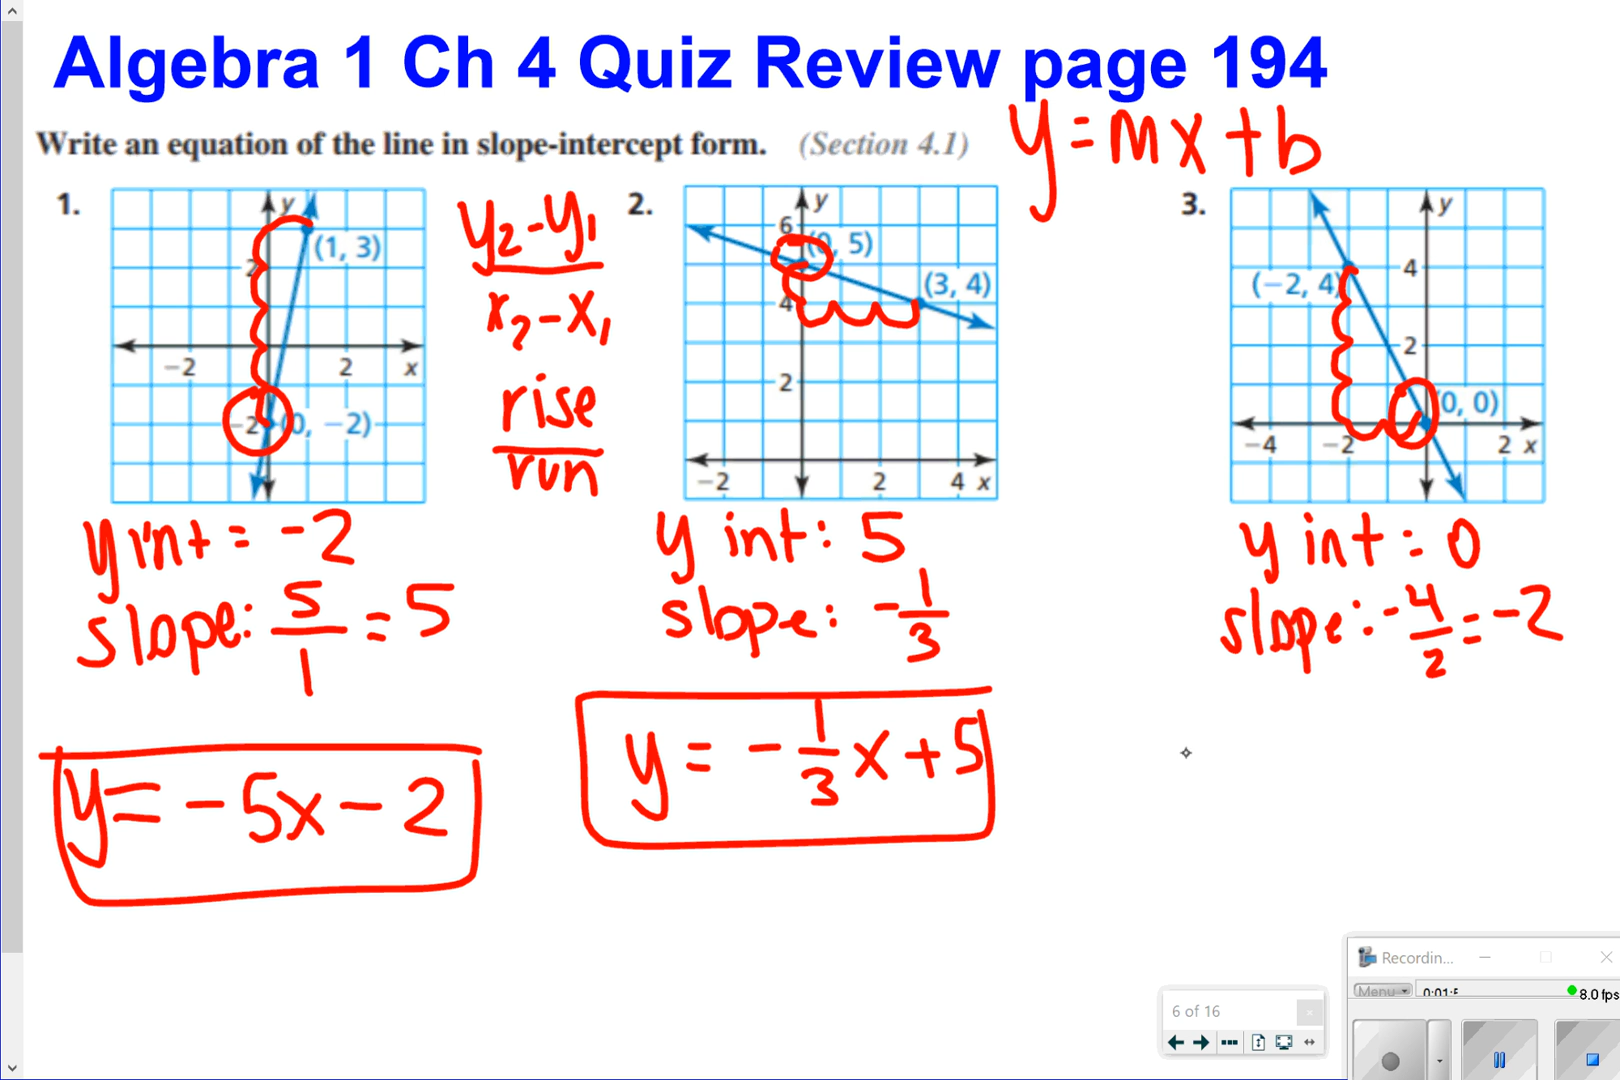 Algebra 1 Ch 4 Quiz Review page 194
Write an equation of the line in slope-intercept form. (Section 4.1)
y = mx + b
1.
y
2
(1, 3)
-2
2
x
-2
(0, -2)
y₂ - y₁
x₂ - x₁
rise
run
2.
y
6
(0, 5)
(3, 4)
4
2
-2
2
4 x
3.
y
(-2, 4)
4
2
(0, 0)
-4
-2
2 x
y int = -2
slope: 5/1 = 5
y = -5x - 2
y int: 5
slope: -1/3
y = -1/3 x + 5
y int: 0
slope: -4/2 = -2
6 of 16
Recordin...
Menu
8.0 fps